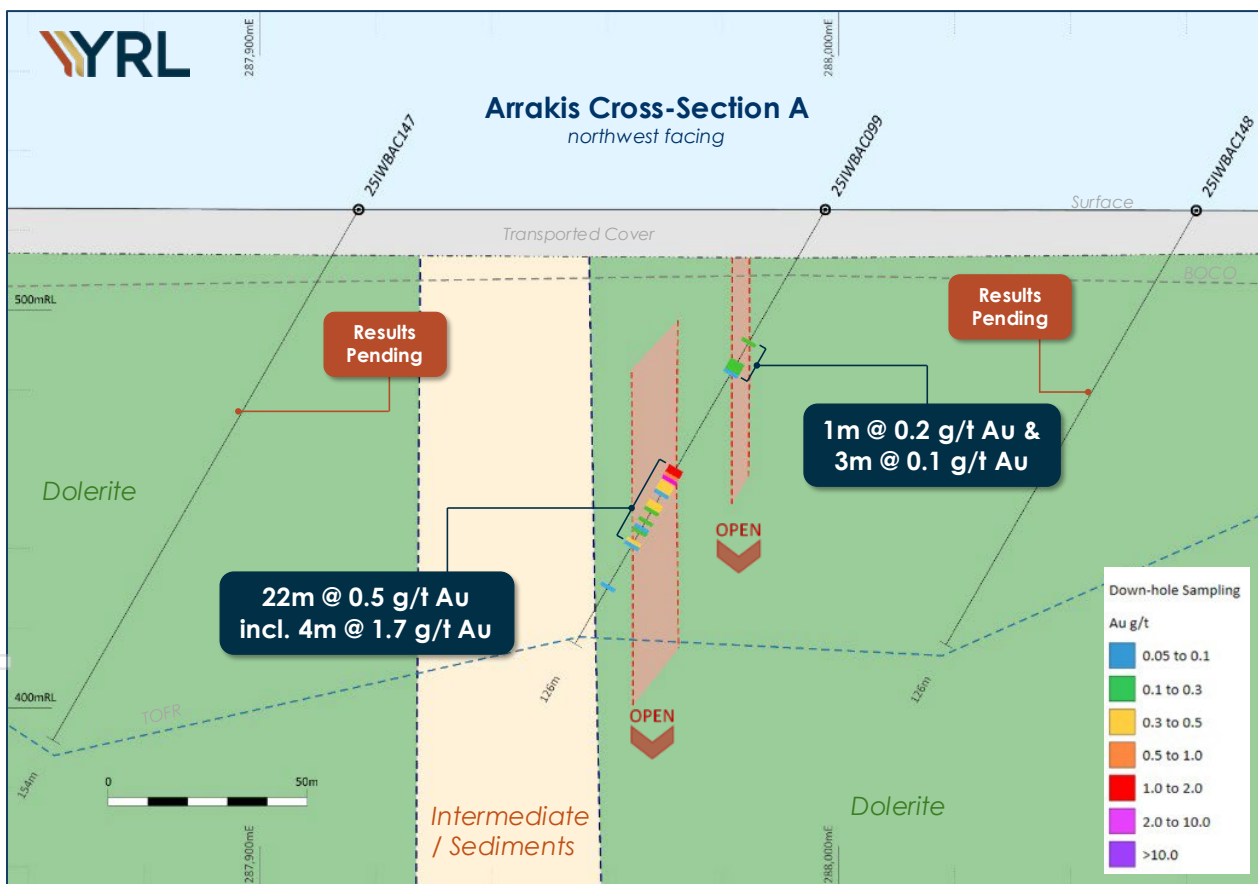 YRL
287,900mE
288,000mE
Arrakis Cross-Section A
northwest facing
25IWBAC147
25IWBAC099
25IWBAC148
Surface
Transported Cover
BOCO
500mRL
Results
Pending
Results
Pending
1m @ 0.2 g/t Au &
3m @ 0.1 g/t Au
Dolerite
OPEN
22m @ 0.5 g/t Au
incl. 4m @ 1.7 g/t Au
Down-hole Sampling
Au g/t
0.05 to 0.1
0.1 to 0.3
0.3 to 0.5
0.5 to 1.0
1.0 to 2.0
2.0 to 10.0
>10.0
400mRL
TOFR
126m
126m
OPEN
154m
0
50m
Intermediate
/ Sediments
Dolerite
287,900mE
288,000mE